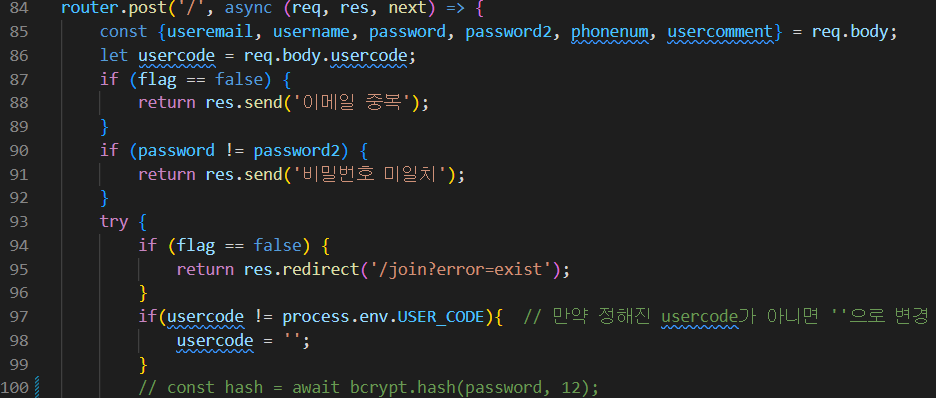 84 router.post('/', async (req, res, next) => {
85 const {useremail, username, password, password2, phonenum, usercomment} = req.body;
86 let usercode = req.body.usercode;
87 if (flag == false) {
88 return res.send('이메일 중복');
89 }
90 if (password != password2) {
91 return res.send('비밀번호 미일치');
92 }
93 try {
94 if (flag == false) {
95 return res.redirect('/join?error=exist');
96 }
97 if(usercode != process.env.USER_CODE){ // 만약 정해진 usercode가 아니면 ''으로 변경
98 usercode = '';
99 }
100 // const hash = await bcrypt.hash(password, 12);